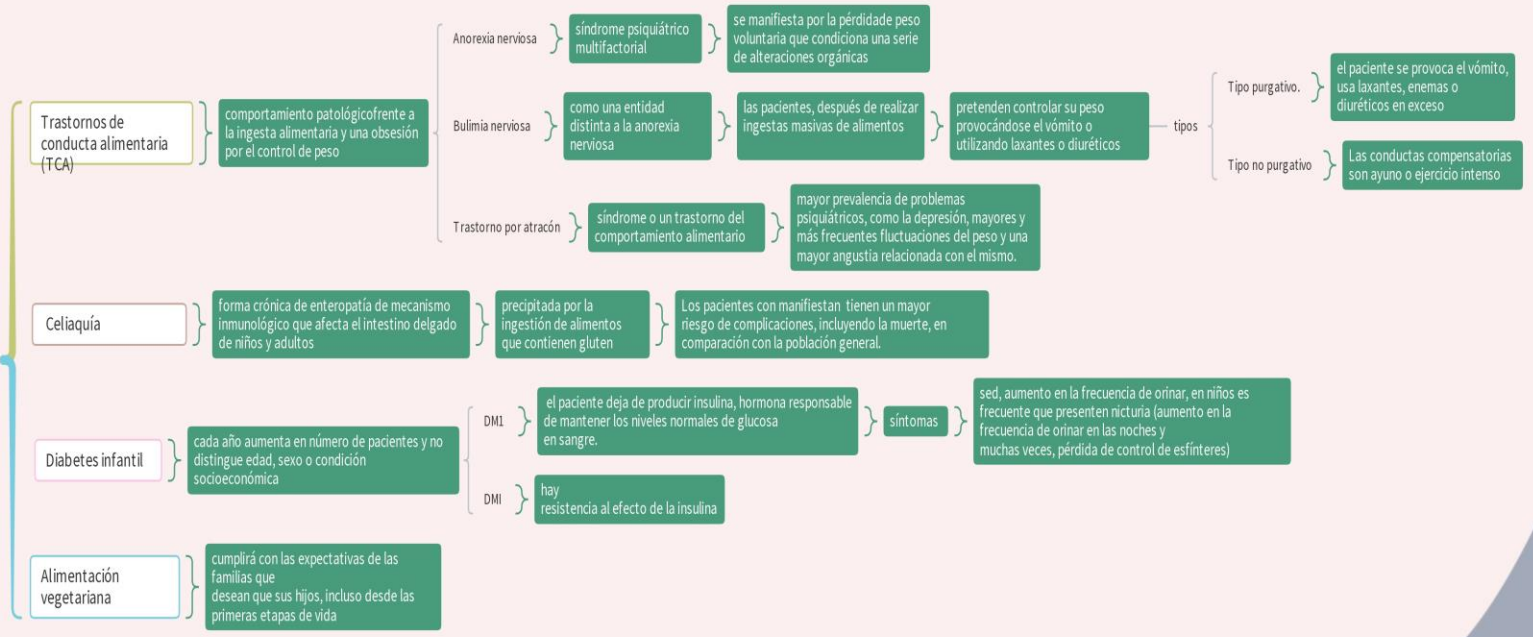 Trastornos de
conducta alimentaria
(TCA)
comportamiento patológicofrente a
la ingesta alimentaria y una obsesión
por el control de peso
Anorexia nerviosa
síndrome psiquiátrico
multifactorial
se manifiesta por la pérdidade peso
voluntaria que condiciona una serie
de alteraciones orgánicas
Bulimia nerviosa
como una entidad
distinta a la anorexia
nerviosa
las pacientes, después de realizar
ingestas masivas de alimentos
pretenden controlar su peso
provocándose el vómito o
utilizando laxantes o diuréticos
tipos
Tipo purgativo.
el paciente se provoca el vómito,
usa laxantes, enemas o
diuréticos en exceso
Tipo no purgativo
Las conductas compensatorias
son ayuno o ejercicio intenso
Trastorno por atracón
síndrome o un trastorno del
comportamiento alimentario
mayor prevalencia de problemas
psiquiátricos, como la depresión, mayores y
más frecuentes fluctuaciones del peso y una
mayor angustia relacionada con el mismo.
Celiaquía
forma crónica de enteropatía de mecanismo
inmunológico que afecta el intestino delgado
de niños y adultos
precipitada por la
ingestión de alimentos
que contienen gluten
Los pacientes con manifiestan tienen un mayor
riesgo de complicaciones, incluyendo la muerte, en
comparación con la población general.
Diabetes infantil
cada año aumenta en número de pacientes y no
distingue edad, sexo o condición
socioeconómica
DM1
el paciente deja de producir insulina, hormona responsable
de mantener los niveles normales de glucosa
en sangre.
síntomas
sed, aumento en la frecuencia de orinar, en niños es
frecuente que presenten nicturia (aumento en la
frecuencia de orinar en las noches y
muchas veces, pérdida de control de esfínteres)
DMI
hay
resistencia al efecto de la insulina
Alimentación
vegetariana
cumplirá con las expectativas de las
familias que
desean que sus hijos, incluso desde las
primeras etapas de vida